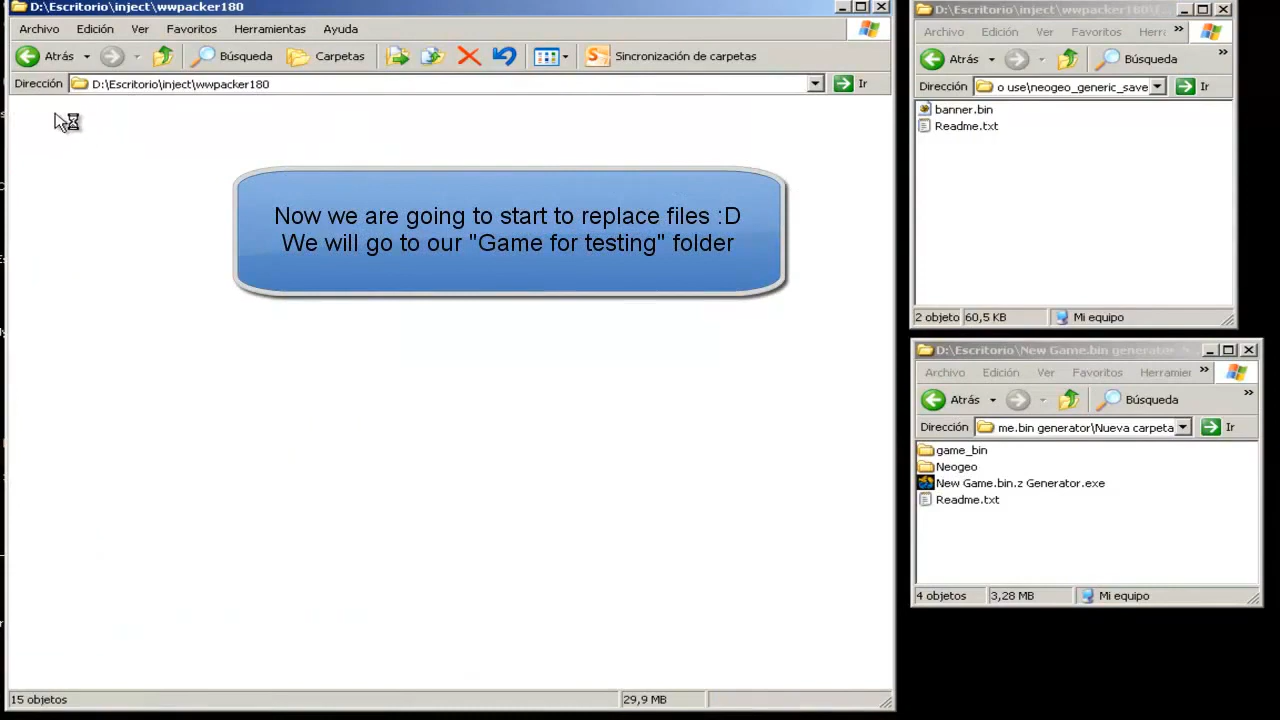 D:\Escritorio\inject\wwpacker180
Archivo Edición Ver Favoritos Herramientas Ayuda
Atrás Búsqueda Carpetas Sincronización de carpetas
Dirección D:\Escritorio\inject\wwpacker180 Ir
Now we are going to start to replace files :D
We will go to our "Game for testing" folder
15 objetos 29,9 MB
D:\Escritorio\inject\wwpacker180\
Archivo Edición Ver Favoritos Herra »
Atrás Búsqueda »
Dirección o use\neogeo_generic_save Ir
banner.bin
Readme.txt
2 objeto 60,5 KB Mi equipo
D:\Escritorio\New Game.bin generator
Archivo Edición Ver Favoritos Herramier »
Atrás Búsqueda »
Dirección me.bin generator\Nueva carpeta Ir
game_bin
Neogeo
New Game.bin.z Generator.exe
Readme.txt
4 objetos 3,28 MB Mi equipo